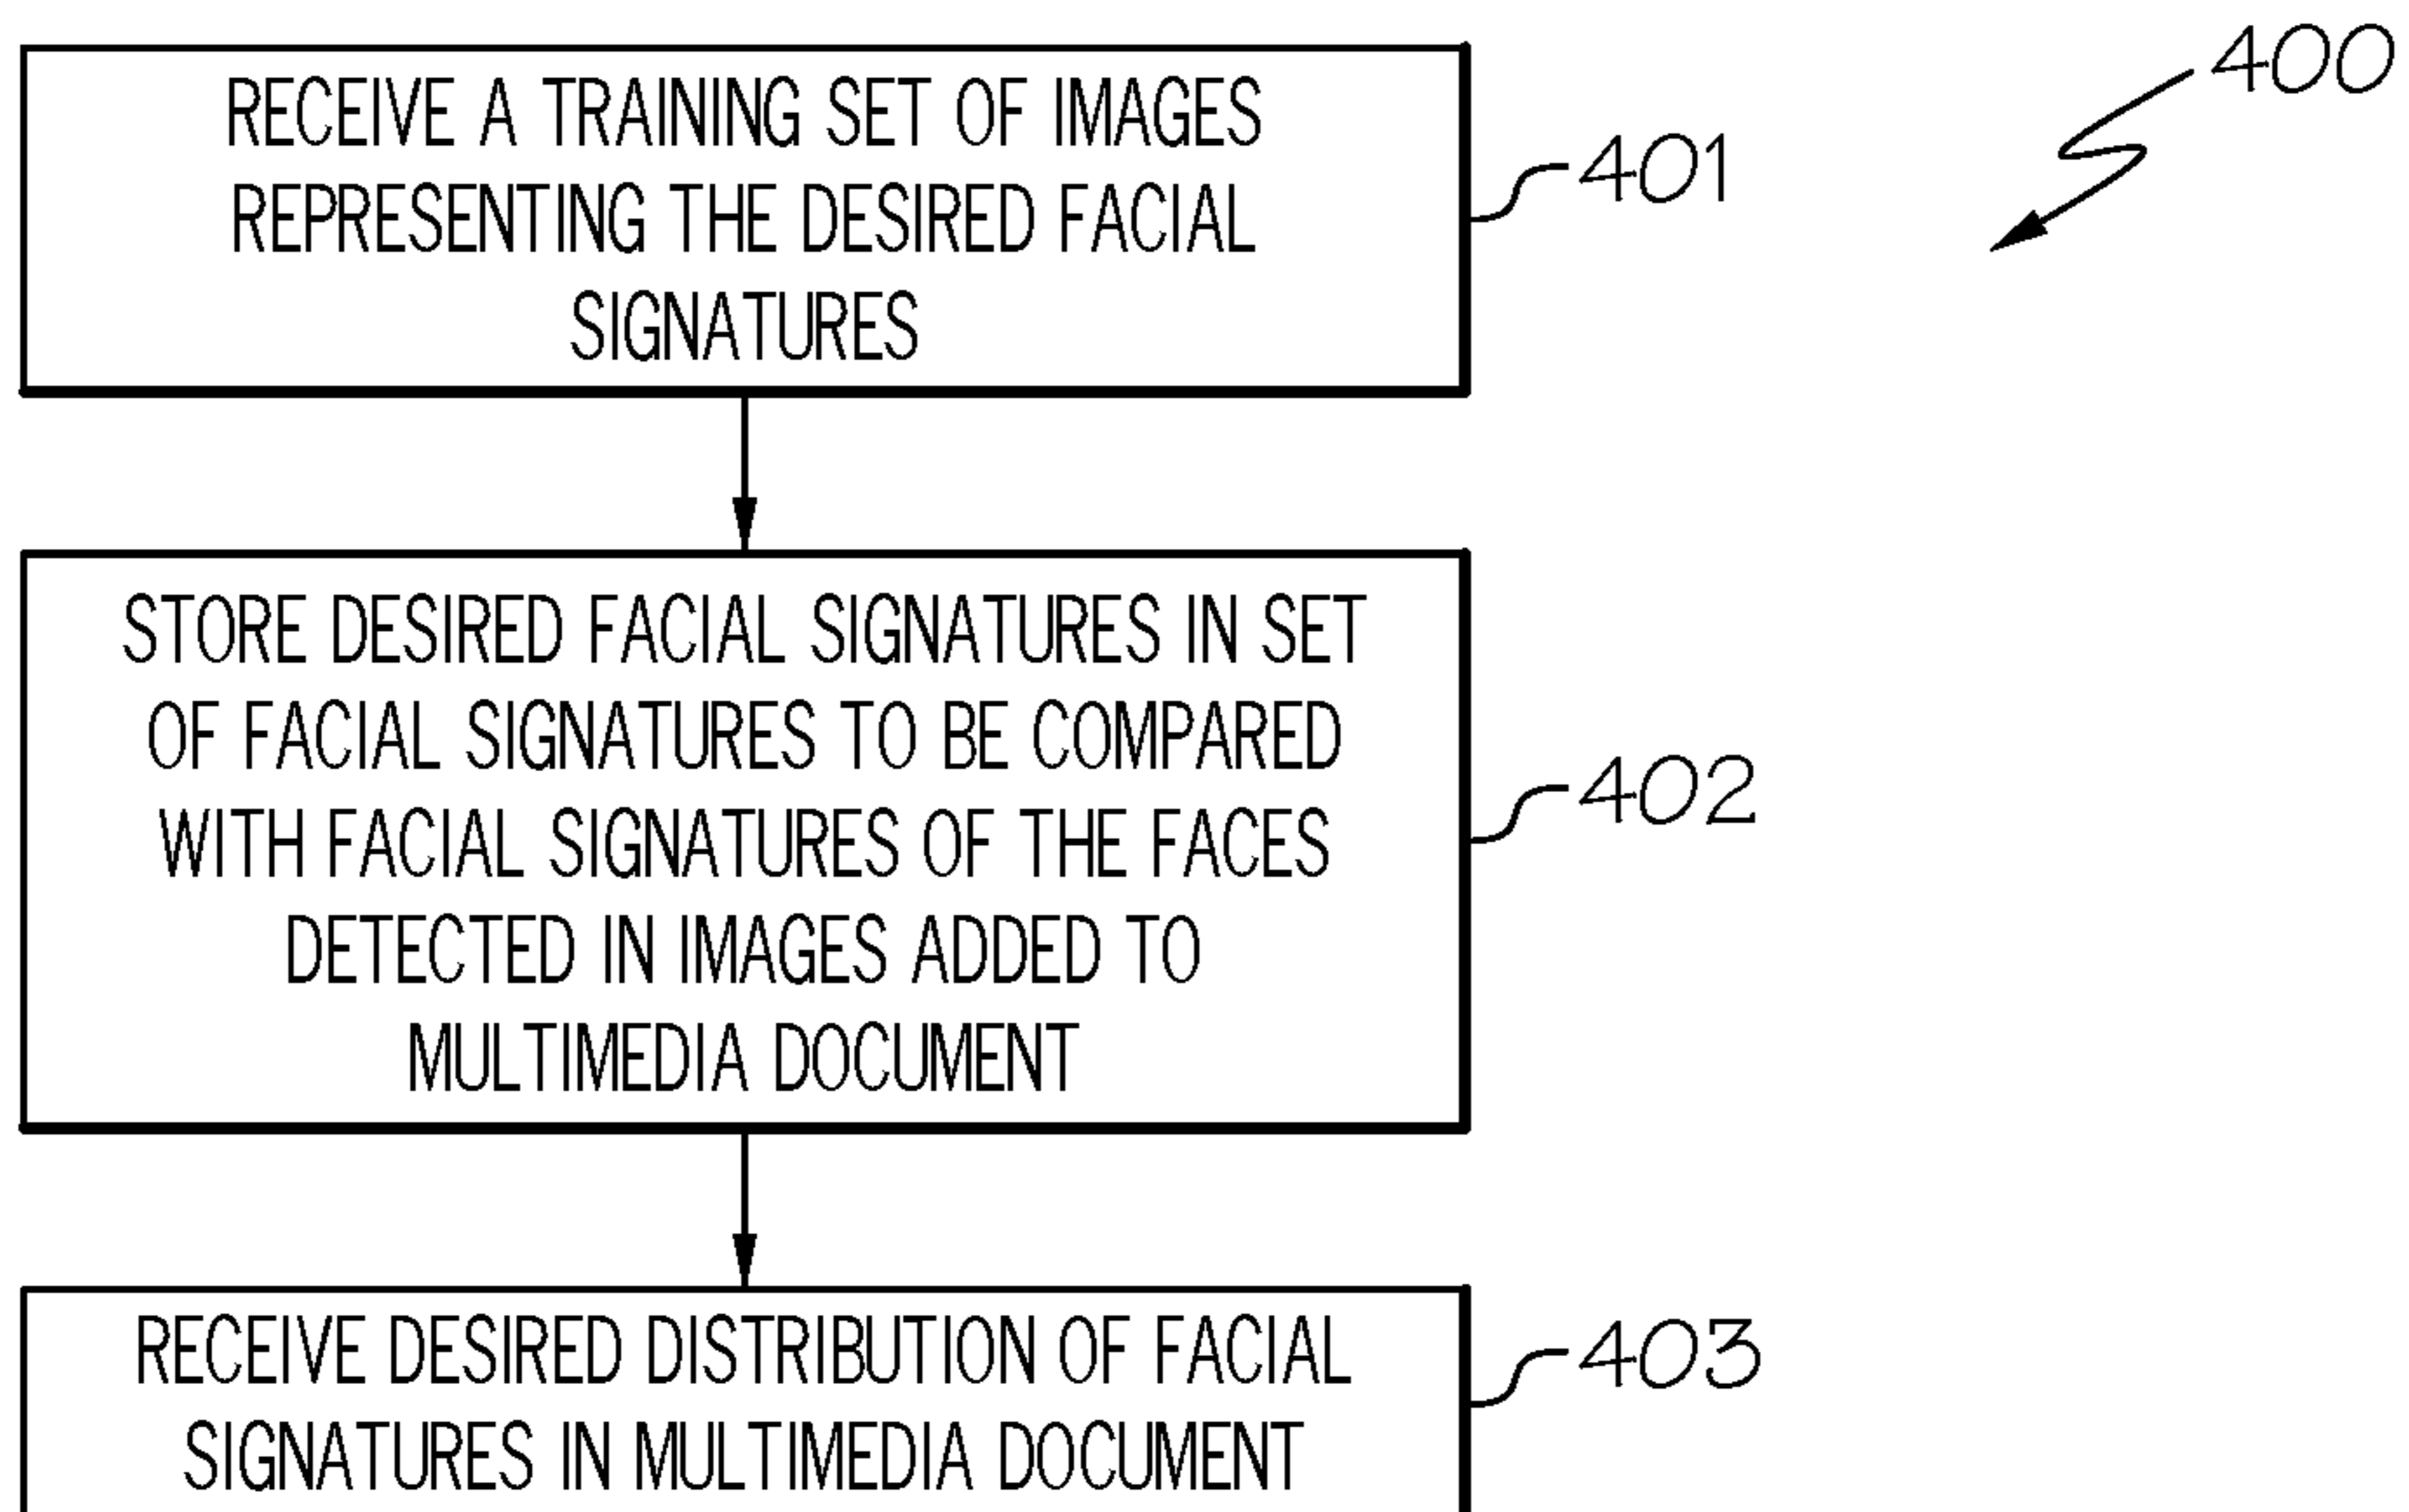 400
RECEIVE A TRAINING SET OF IMAGES
REPRESENTING THE DESIRED FACIAL
SIGNATURES
401
STORE DESIRED FACIAL SIGNATURES IN SET
OF FACIAL SIGNATURES TO BE COMPARED
WITH FACIAL SIGNATURES OF THE FACES
DETECTED IN IMAGES ADDED TO
MULTIMEDIA DOCUMENT
402
RECEIVE DESIRED DISTRIBUTION OF FACIAL
SIGNATURES IN MULTIMEDIA DOCUMENT
403